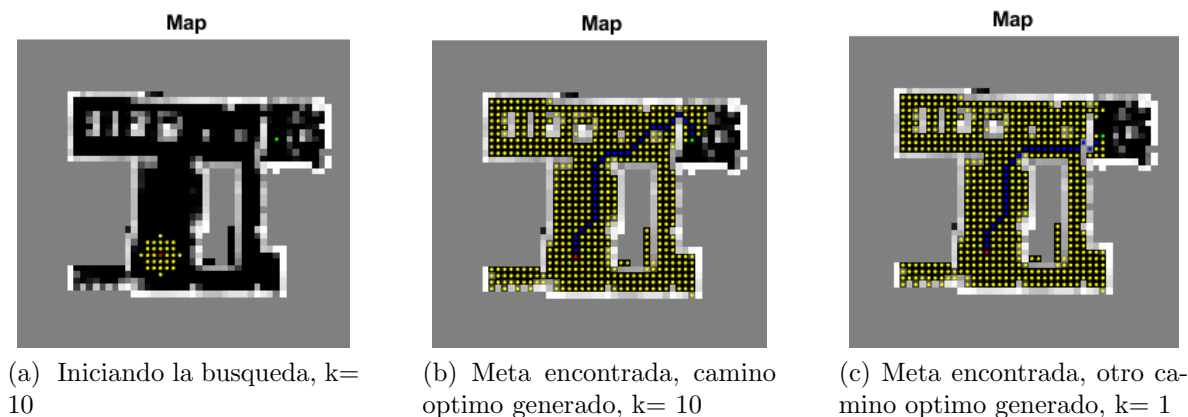 Map
Map
Map
(a) Iniciando la busqueda, k=
10
(b) Meta encontrada, camino
optimo generado, k= 10
(c) Meta encontrada, otro ca-
mino optimo generado, k= 1